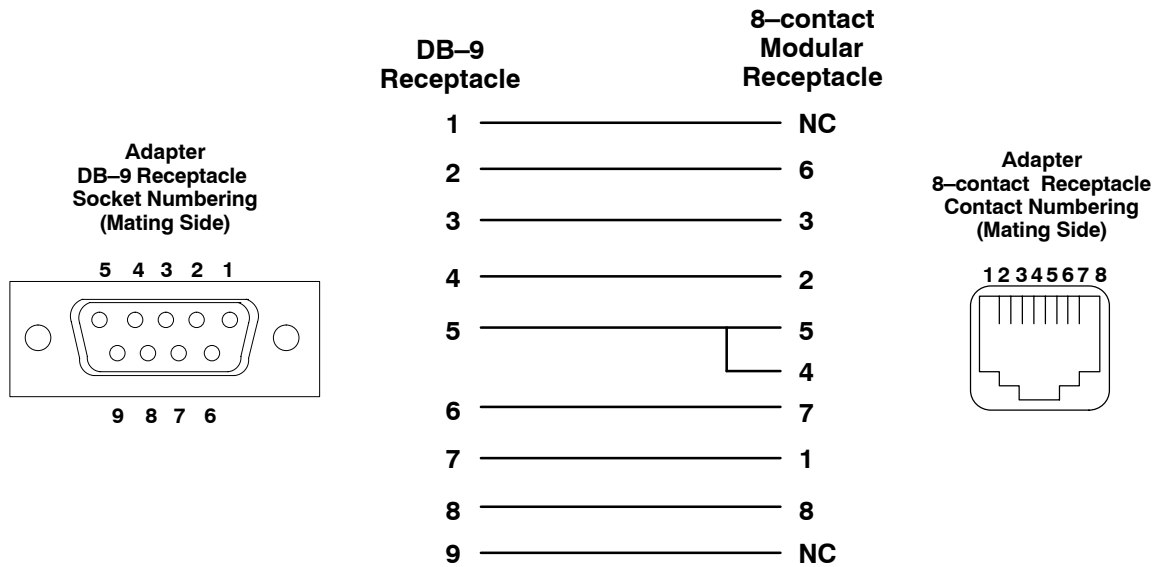 DB–9
Receptacle
8–contact
Modular
Receptacle
1 NC
2 6
3 3
4 2
5 5
4
6 7
7 1
8 8
9 NC
Adapter
DB–9 Receptacle
Socket Numbering
(Mating Side)
5 4 3 2 1
9 8 7 6
Adapter
8–contact Receptacle
Contact Numbering
(Mating Side)
1 2 3 4 5 6 7 8